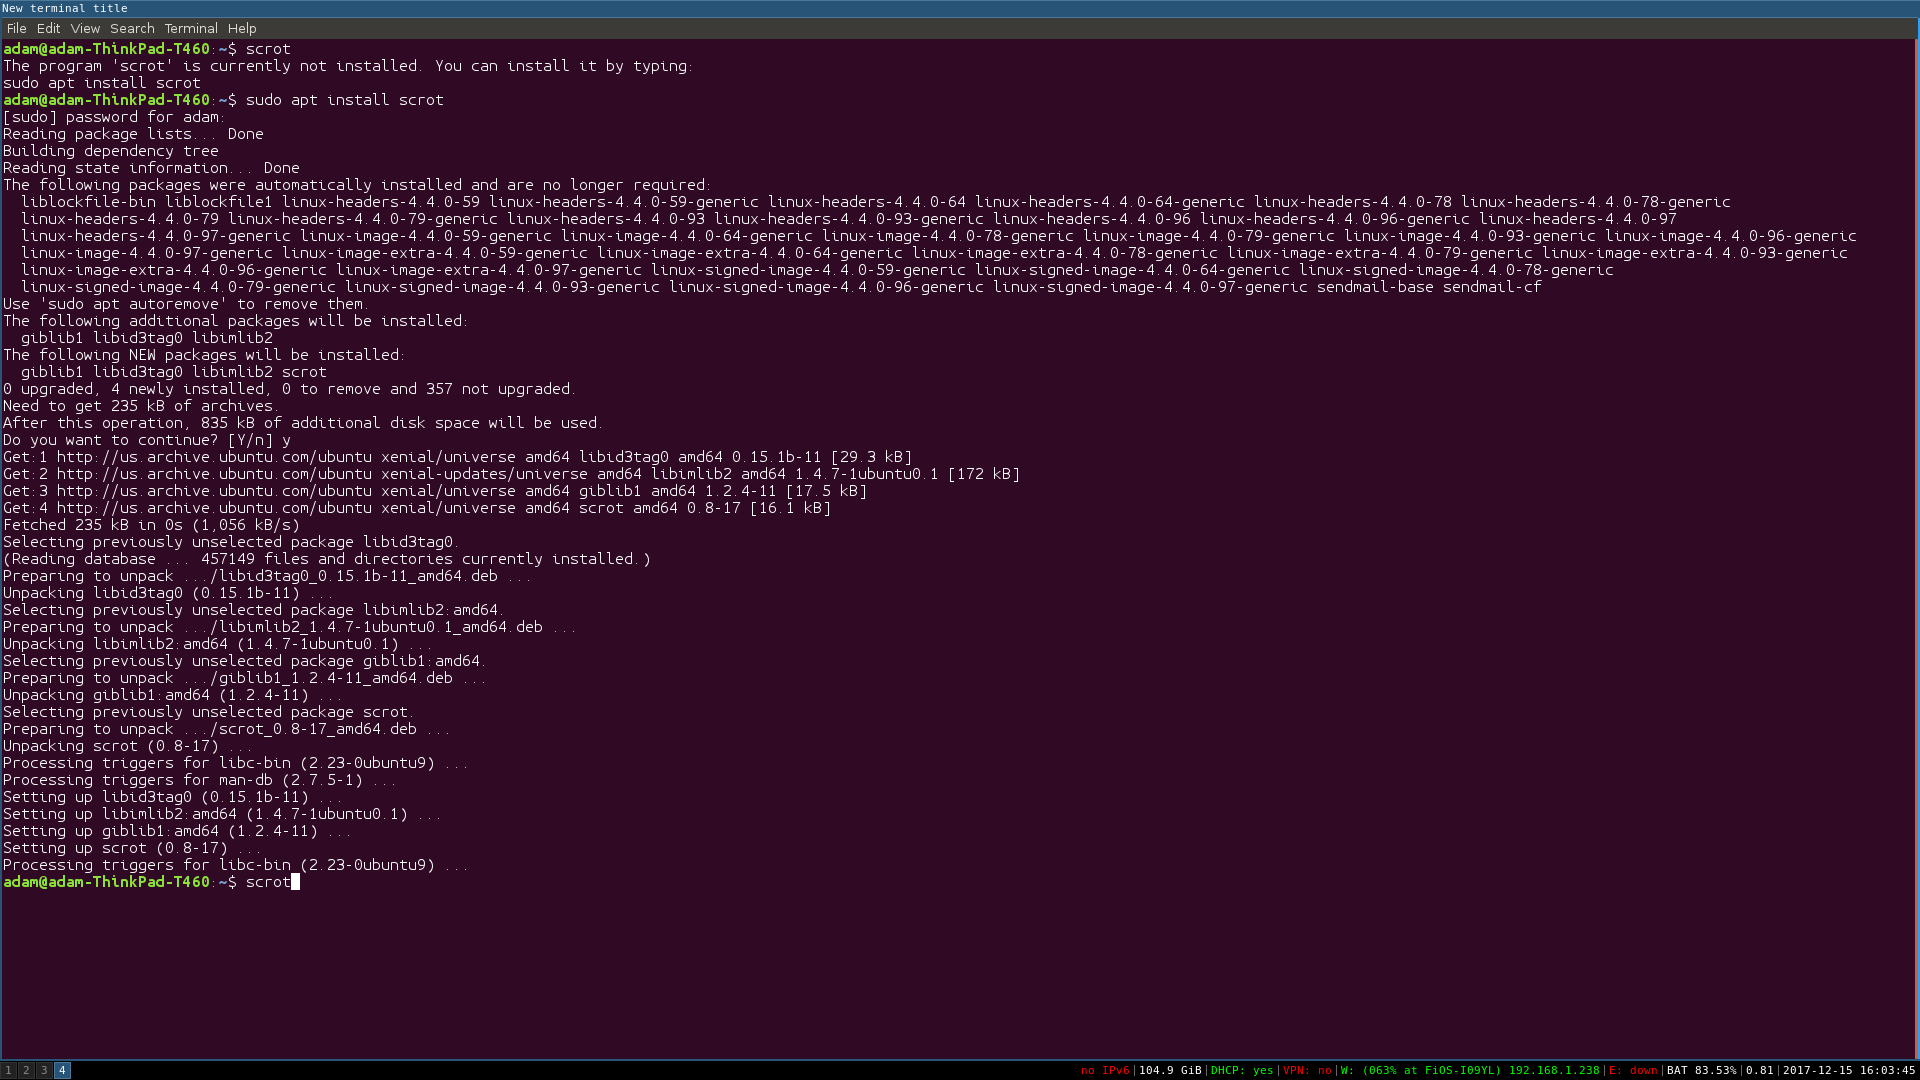 New terminal title
File Edit View Search Terminal Help
adam@adam-ThinkPad-T460:~$ scrot
The program 'scrot' is currently not installed. You can install it by typing:
sudo apt install scrot
adam@adam-ThinkPad-T460:~$ sudo apt install scrot
[sudo] password for adam:
Reading package lists... Done
Building dependency tree
Reading state information... Done
The following packages were automatically installed and are no longer required:
  liblockfile-bin liblockfile1 linux-headers-4.4.0-59 linux-headers-4.4.0-59-generic linux-headers-4.4.0-64 linux-headers-4.4.0-64-generic linux-headers-4.4.0-78 linux-headers-4.4.0-78-generic
  linux-headers-4.4.0-79 linux-headers-4.4.0-79-generic linux-headers-4.4.0-93 linux-headers-4.4.0-93-generic linux-headers-4.4.0-96 linux-headers-4.4.0-96-generic linux-headers-4.4.0-97
  linux-headers-4.4.0-97-generic linux-image-4.4.0-59-generic linux-image-4.4.0-64-generic linux-image-4.4.0-78-generic linux-image-4.4.0-79-generic linux-image-4.4.0-93-generic linux-image-4.4.0-96-generic
  linux-image-4.4.0-97-generic linux-image-extra-4.4.0-59-generic linux-image-extra-4.4.0-64-generic linux-image-extra-4.4.0-78-generic linux-image-extra-4.4.0-79-generic linux-image-extra-4.4.0-93-generic
  linux-image-extra-4.4.0-96-generic linux-image-extra-4.4.0-97-generic linux-signed-image-4.4.0-59-generic linux-signed-image-4.4.0-64-generic linux-signed-image-4.4.0-78-generic
  linux-signed-image-4.4.0-79-generic linux-signed-image-4.4.0-93-generic linux-signed-image-4.4.0-96-generic linux-signed-image-4.4.0-97-generic sendmail-base sendmail-cf
Use 'sudo apt autoremove' to remove them.
The following additional packages will be installed:
  giblib1 libid3tag0 libimlib2
The following NEW packages will be installed:
  giblib1 libid3tag0 libimlib2 scrot
0 upgraded, 4 newly installed, 0 to remove and 357 not upgraded.
Need to get 235 kB of archives.
After this operation, 835 kB of additional disk space will be used.
Do you want to continue? [Y/n] y
Get:1 http://us.archive.ubuntu.com/ubuntu xenial/universe amd64 libid3tag0 amd64 0.15.1b-11 [29.3 kB]
Get:2 http://us.archive.ubuntu.com/ubuntu xenial-updates/universe amd64 libimlib2 amd64 1.4.7-1ubuntu0.1 [172 kB]
Get:3 http://us.archive.ubuntu.com/ubuntu xenial/universe amd64 giblib1 amd64 1.2.4-11 [17.5 kB]
Get:4 http://us.archive.ubuntu.com/ubuntu xenial/universe amd64 scrot amd64 0.8-17 [16.1 kB]
Fetched 235 kB in 0s (1,056 kB/s)
Selecting previously unselected package libid3tag0.
(Reading database ... 457149 files and directories currently installed.)
Preparing to unpack .../libid3tag0_0.15.1b-11_amd64.deb ...
Unpacking libid3tag0 (0.15.1b-11) ...
Selecting previously unselected package libimlib2:amd64.
Preparing to unpack .../libimlib2_1.4.7-1ubuntu0.1_amd64.deb ...
Unpacking libimlib2:amd64 (1.4.7-1ubuntu0.1) ...
Selecting previously unselected package giblib1:amd64.
Preparing to unpack .../giblib1_1.2.4-11_amd64.deb ...
Unpacking giblib1:amd64 (1.2.4-11) ...
Selecting previously unselected package scrot.
Preparing to unpack .../scrot_0.8-17_amd64.deb ...
Unpacking scrot (0.8-17) ...
Processing triggers for libc-bin (2.23-0ubuntu9) ...
Processing triggers for man-db (2.7.5-1) ...
Setting up libid3tag0 (0.15.1b-11) ...
Setting up libimlib2:amd64 (1.4.7-1ubuntu0.1) ...
Setting up giblib1:amd64 (1.2.4-11) ...
Setting up scrot (0.8-17) ...
Processing triggers for libc-bin (2.23-0ubuntu9) ...
adam@adam-ThinkPad-T460:~$ scrot
1 2 3 4 no IPv6|104.9 GiB|DHCP: yes|VPN: no|W: (063% at FiOS-I09YL) 192.168.1.238|E: down|BAT 83.53%|0.81|2017-12-15 16:03:45